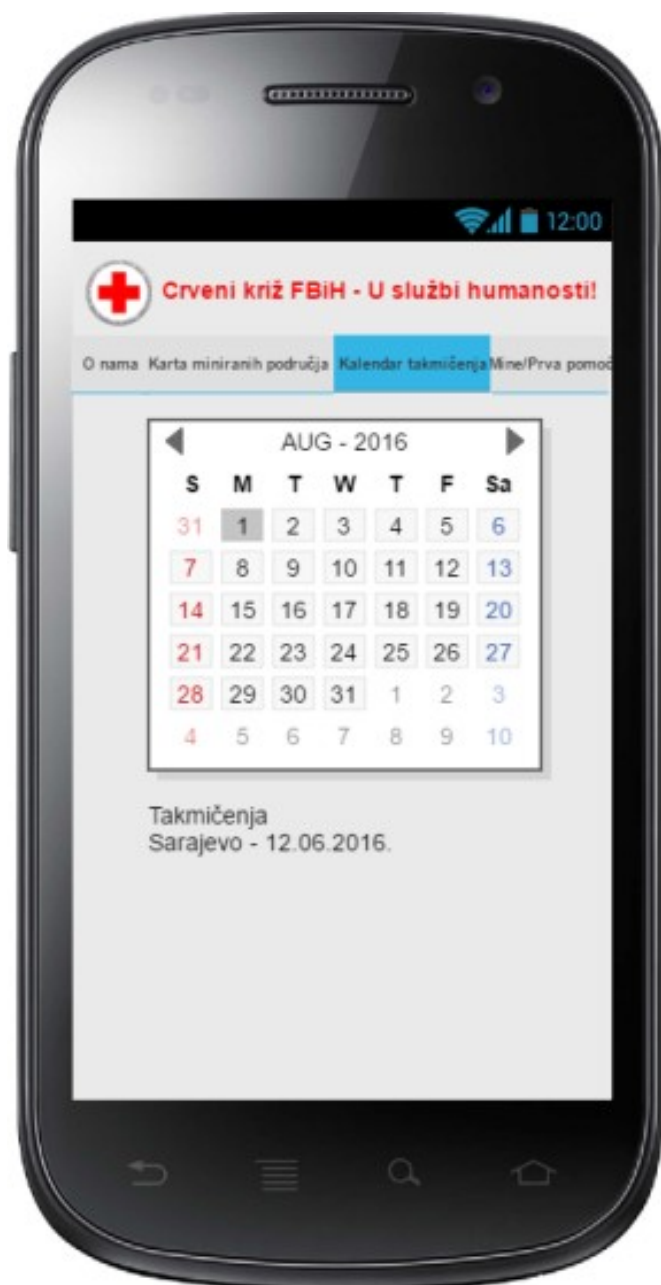 12:00
Crveni križ FBiH - U službi humanosti!
O nama Karta miniranih područja Kalendar takmičenja Mine/Prva pomoć
AUG - 2016
S M T W T F Sa
31 1 2 3 4 5 6
7 8 9 10 11 12 13
14 15 16 17 18 19 20
21 22 23 24 25 26 27
28 29 30 31 1 2 3
4 5 6 7 8 9 10
Takmičenja
Sarajevo - 12.06.2016.